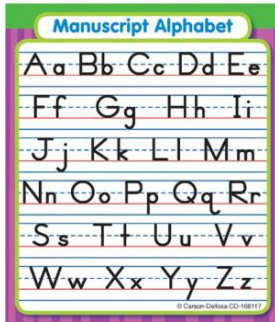 Manuscript Alphabet
Aa Bb Cc Dd Ee
Ff Gg Hh Ii
Jj Kk Ll Mm
Nn Oo Pp Qq Rr
Ss Tt Uu Vv
Ww Xx Yy Zz
© Carson-Dellosa CD-168117